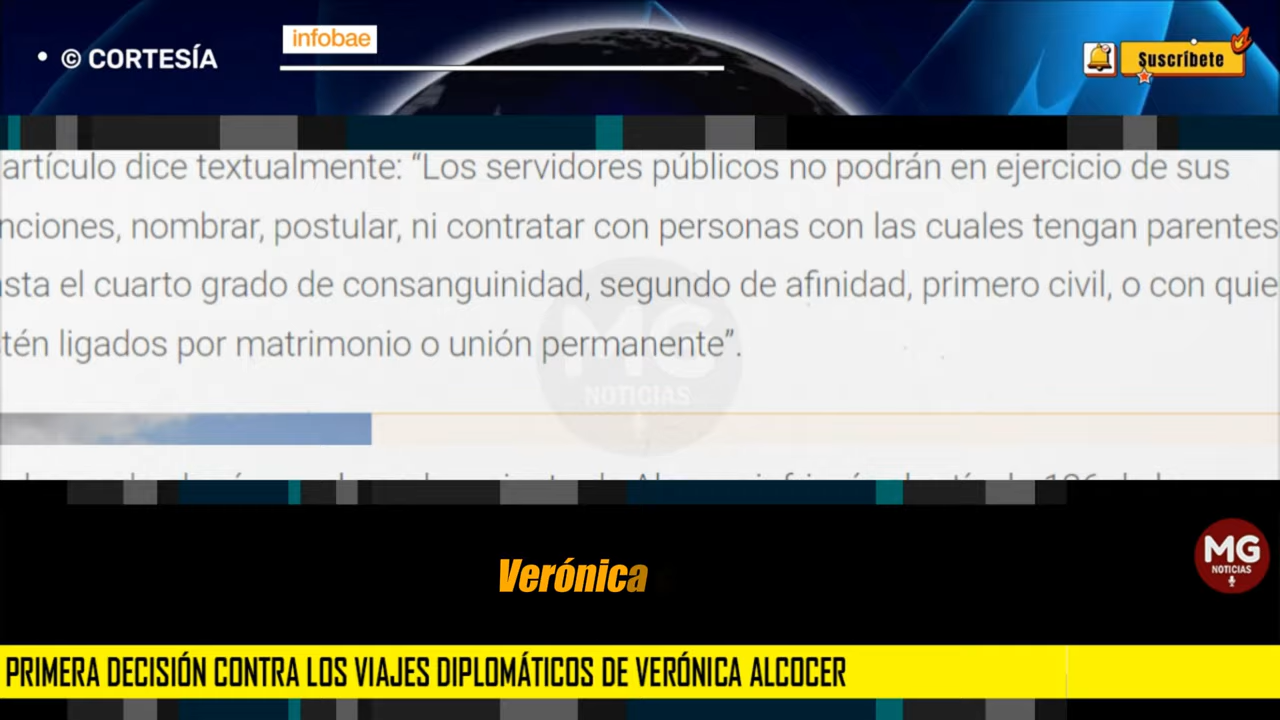 • © CORTESÍA
infobae
Suscríbete
artículo dice textualmente: “Los servidores públicos no podrán en ejercicio de sus
nciones, nombrar, postular, ni contratar con personas con las cuales tengan parentes
sta el cuarto grado de consanguinidad, segundo de afinidad, primero civil, o con quie
tén ligados por matrimonio o unión permanente”.
MG
NOTICIAS
Verónica
MG
NOTICIAS
PRIMERA DECISIÓN CONTRA LOS VIAJES DIPLOMÁTICOS DE VERÓNICA ALCOCER